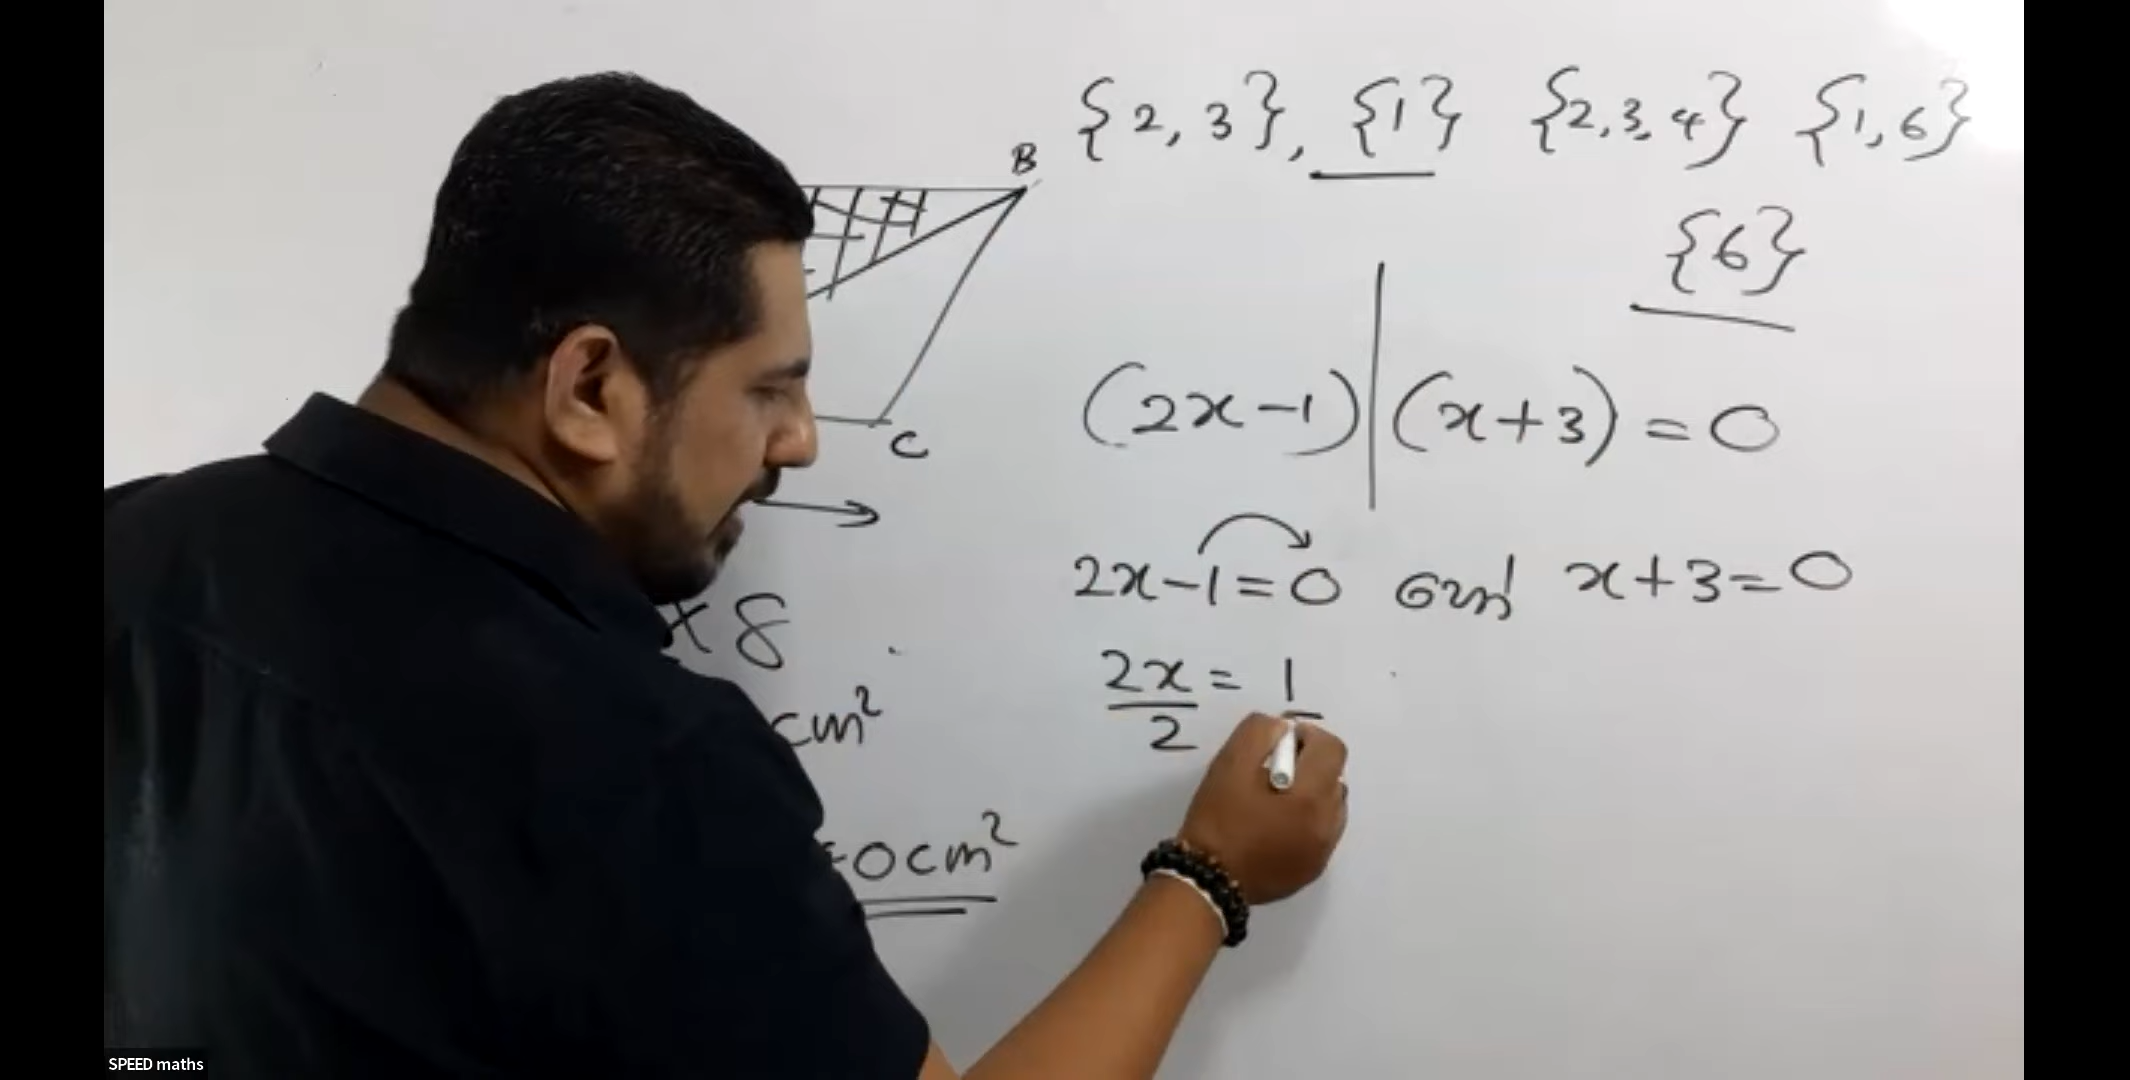 {2, 3}, {1} {2,3,4} {1,6}
{6}
B
C
(2x-1) (x+3) = 0
2x-1=0 හෝ x+3=0
2x = 1
2
x 8
cm²
0cm²
SPEED maths